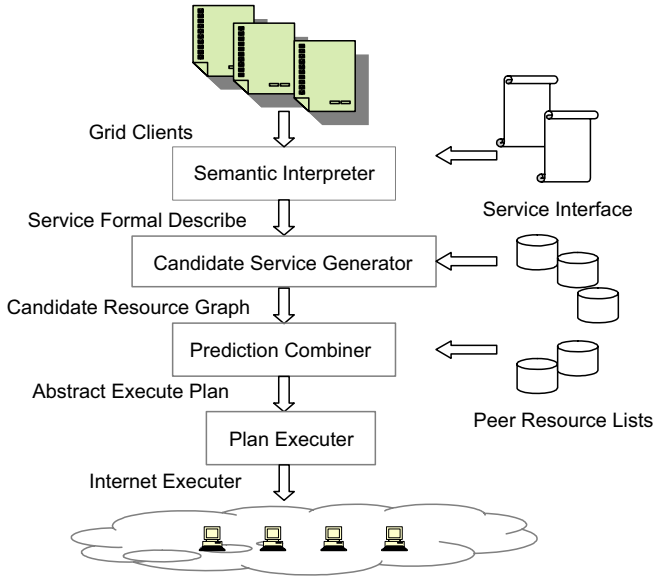 Grid Clients
Semantic Interpreter
Service Interface
Service Formal Describe
Candidate Service Generator
Candidate Resource Graph
Prediction Combiner
Abstract Execute Plan
Peer Resource Lists
Plan Executer
Internet Executer